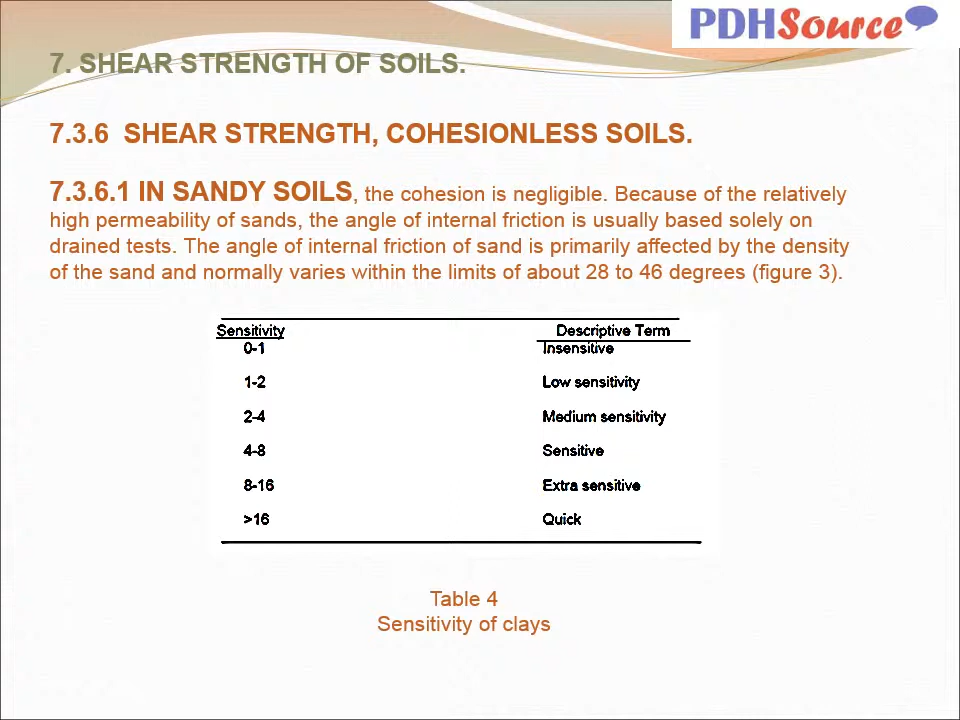 PDHSource
7. SHEAR STRENGTH OF SOILS.
7.3.6 SHEAR STRENGTH, COHESIONLESS SOILS.
7.3.6.1 IN SANDY SOILS, the cohesion is negligible. Because of the relatively
high permeability of sands, the angle of internal friction is usually based solely on
drained tests. The angle of internal friction of sand is primarily affected by the density
of the sand and normally varies within the limits of about 28 to 46 degrees (figure 3).
Sensitivity Descriptive Term
0-1 Insensitive
1-2 Low sensitivity
2-4 Medium sensitivity
4-8 Sensitive
8-16 Extra sensitive
>16 Quick
Table 4
Sensitivity of clays